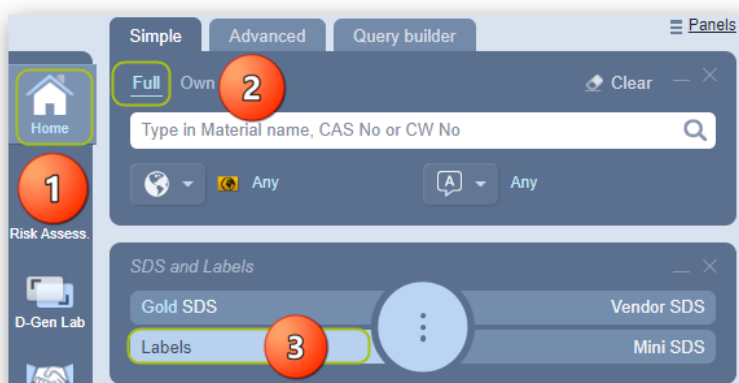 Simple Advanced Query builder Panels
Full Own 2 Clear
Home
Type in Material name, CAS No or CW No
1
Any A Any
Risk Assess.
SDS and Labels
Gold SDS Vendor SDS
D-Gen Lab
Labels 3 Mini SDS